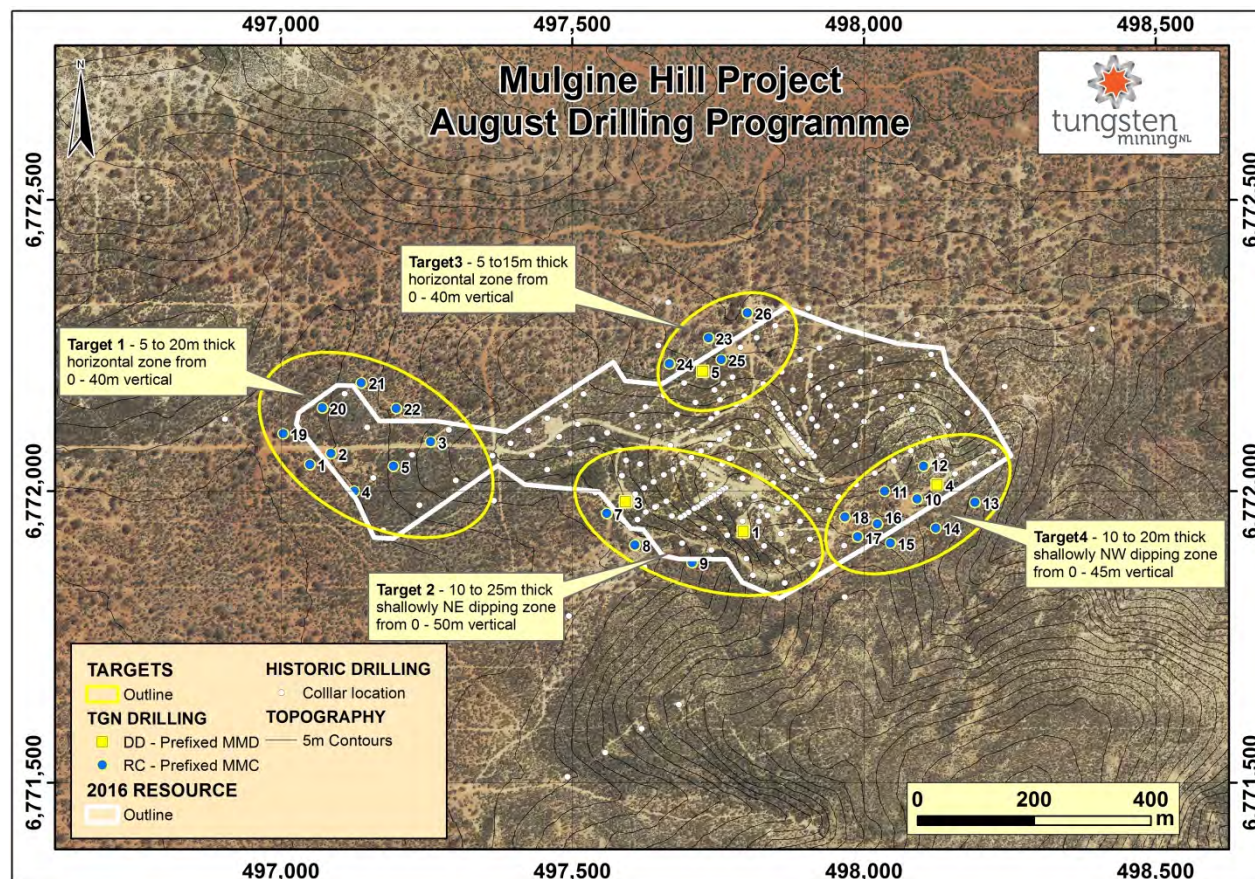 497,000
497,500
498,000
498,500
N
Mulgine Hill Project
August Drilling Programme
tungsten
miningNL
6,772,500
6,772,500
Target3 - 5 to15m thick
horizontal zone from
0 - 40m vertical
26
23
24
25
5
Target 1 - 5 to 20m thick
horizontal zone from
0 - 40m vertical
21
20
22
19
3
2
1
5
4
12
4
11
10
13
18
16
14
17
15
3
7
1
8
9
6,772,000
6,772,000
Target4 - 10 to 20m thick
shallowly NW dipping zone
from 0 - 45m vertical
Target 2 - 10 to 25m thick
shallowly NE dipping zone
from 0 - 50m vertical
TARGETS
Outline
TGN DRILLING
DD - Prefixed MMD
RC - Prefixed MMC
2016 RESOURCE
Outline
HISTORIC DRILLING
Colllar location
TOPOGRAPHY
5m Contours
6,771,500
6,771,500
0 200 400
m
497,000
497,500
498,000
498,500